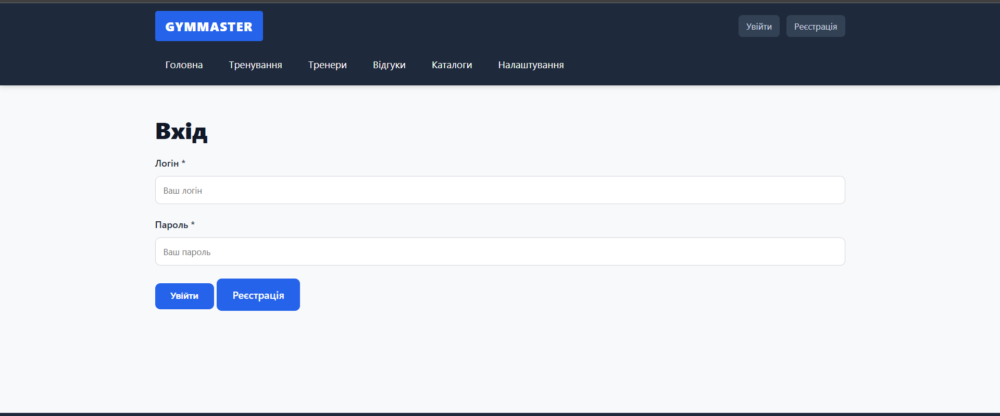 GYMMASTER
Увійти Реєстрація
Головна Тренування Тренери Відгуки Каталоги Налаштування
Вхід
Логін *
Ваш логін
Пароль *
Ваш пароль
Увійти Реєстрація